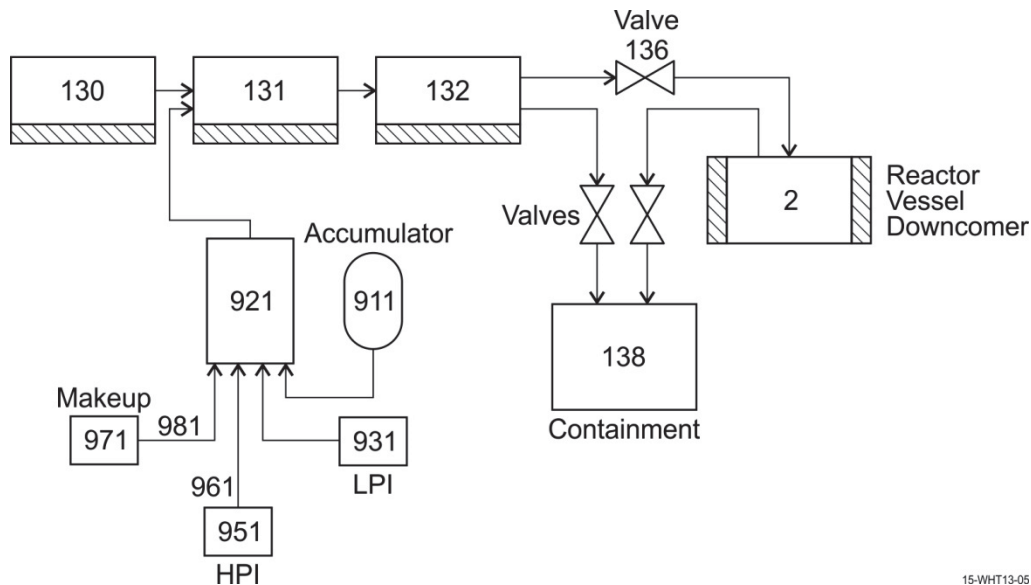 Valve
136
130
131
132
Valves
2
Reactor
Vessel
Downcomer
Accumulator
921
911
138
Containment
Makeup
971
981
931
LPI
961
951
HPI
15-WHT13-05